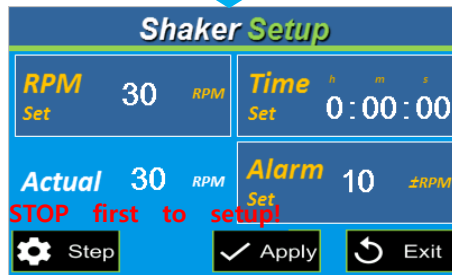 Shaker Setup
RPM 30 RPM
Set
Time h m s
Set 0:00:00
Actual 30 RPM
Alarm 10 ±RPM
Set
STOP first to setup!
Step Apply Exit